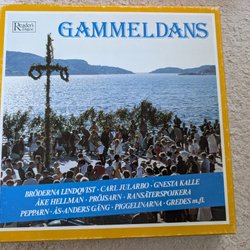 Reader's
Digest
GAMMELDANS
BRÖDERNA LINDQVIST · CARL JULARBO · GNESTA KALLE
ÅKE HELLMAN · PRÖJSARN · RANSÄTERSPOJKERA
PEPPARN · ÅS-ANDERS GÄNG · PIGGELINARNA · GREDES m.fl.